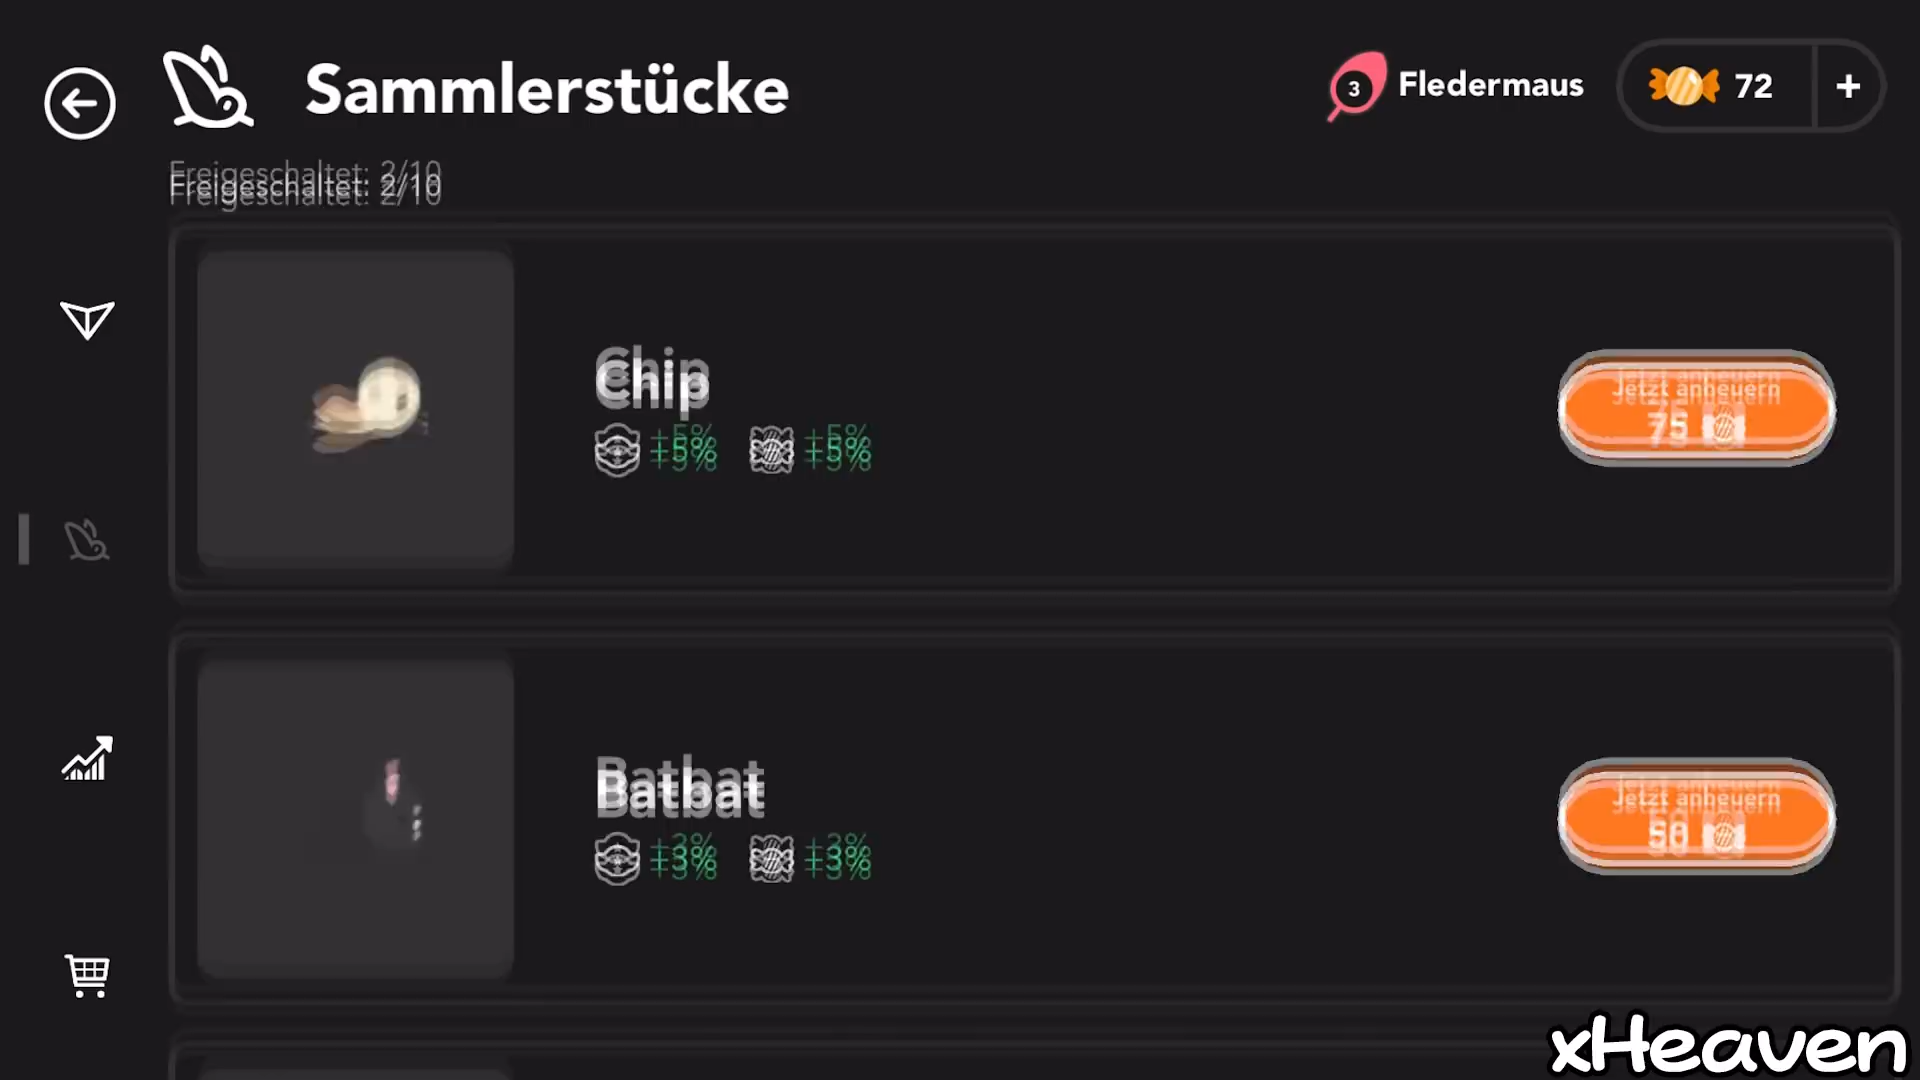 Sammlerstücke
3 Fledermaus
72 +
Freigeschaltet: 2/10
Chip
+5% +5%
Jetzt anheuern
75
Batbat
+3% +3%
Jetzt anheuern
50
xHeaven